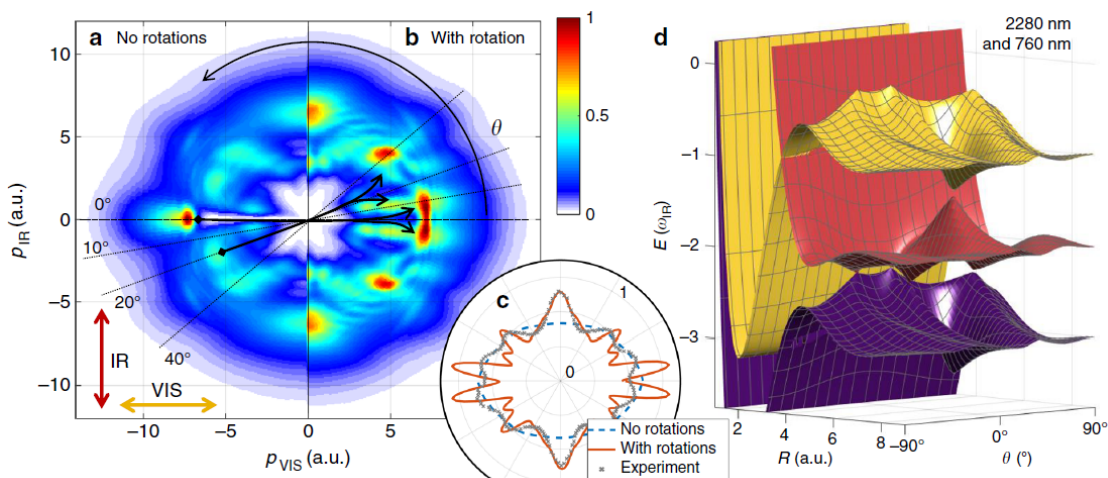 a No rotations
b With rotation
10
5
0
−5
−10
p_IR (a.u.)
0°
10°
20°
40°
IR
VIS
θ
−10
−5
0
5
p_VIS (a.u.)
1
0.5
0
c
1
0
No rotations
With rotations
Experiment
d
2280 nm
and 760 nm
0
−1
−2
−3
E (ω_IR)
2
4
6
8
R (a.u.)
−90°
0°
90°
θ (°)